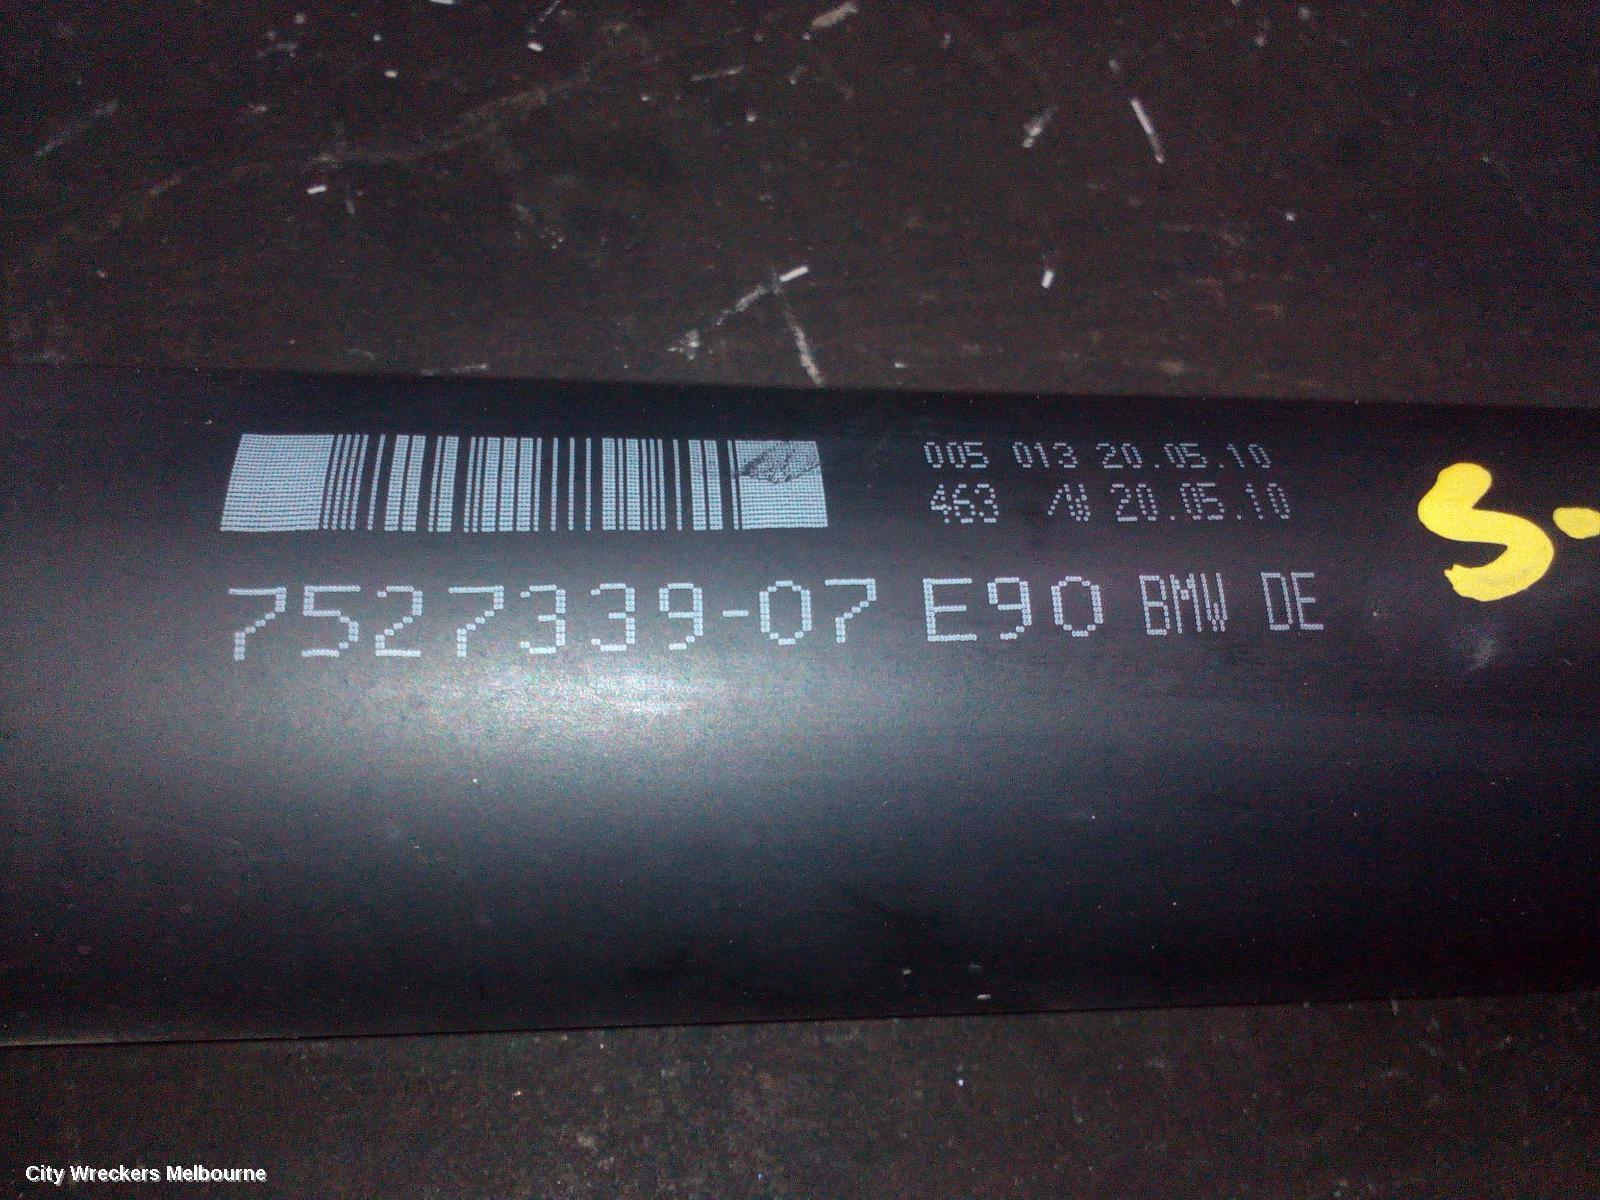 005 013 20.05.10
463 /W 20.05.10
7527339-07 E90 BMW DE
S.
City Wreckers Melbourne